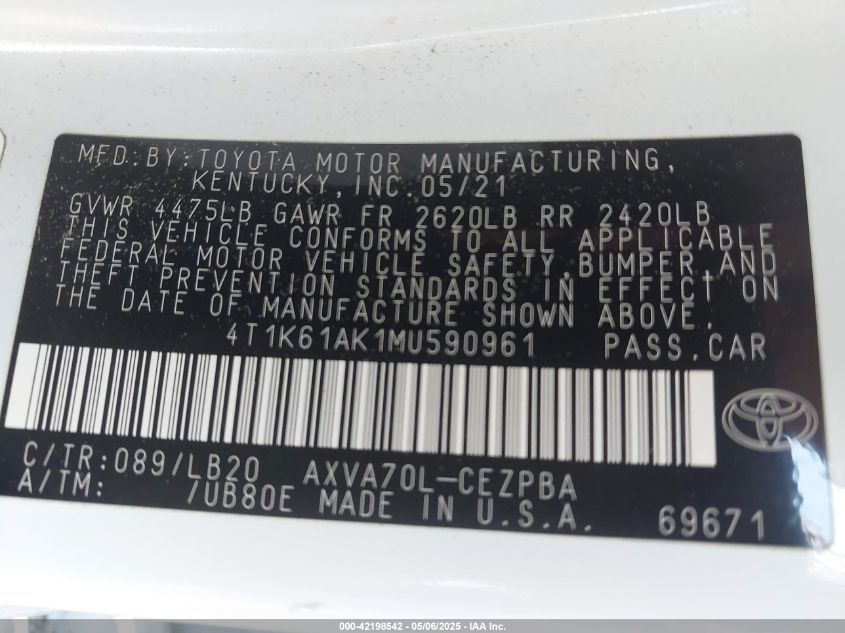 MFD.BY:TOYOTA MOTOR MANUFACTURING,
KENTUCKY,INC.05/21
GVWR 4475LB GAWR FR 2620LB RR 2420LB
THIS VEHICLE CONFORMS TO ALL APPLICABLE
FEDERAL MOTOR VEHICLE SAFETY,BUMPER,AND
THEFT PREVENTION STANDARDS IN EFFECT ON
THE DATE OF MANUFACTURE SHOWN ABOVE.
4T1K61AK1MU590961 PASS.CAR
C/TR:089/LB20 AXVA70L-CEZPBA
A/TM: /UB80E MADE IN U.S.A. 69671
000-42198542 - 05/06/2025 - IAA Inc.